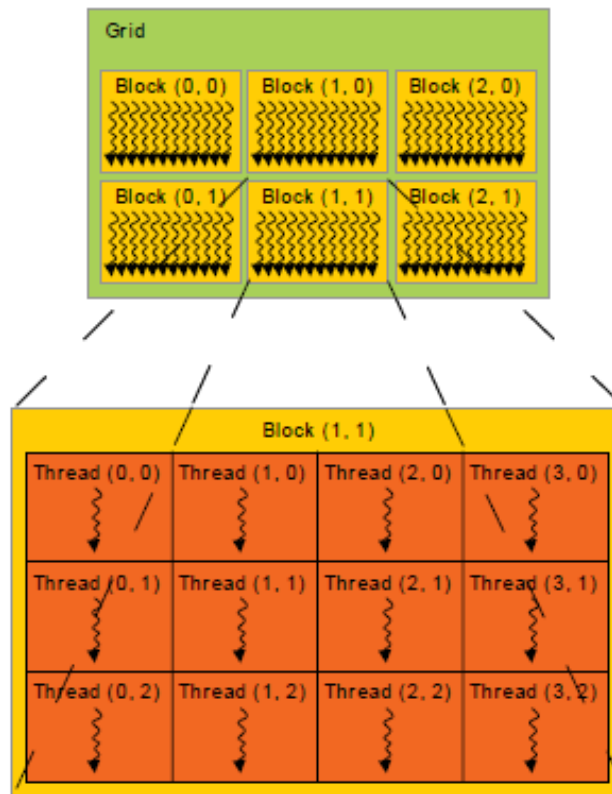 Grid
Block (0, 0) Block (1, 0) Block (2, 0)
Block (0, 1) Block (1, 1) Block (2, 1)
Block (1, 1)
Thread (0, 0) Thread (1, 0) Thread (2, 0) Thread (3, 0)
Thread (0, 1) Thread (1, 1) Thread (2, 1) Thread (3, 1)
Thread (0, 2) Thread (1, 2) Thread (2, 2) Thread (3, 2)